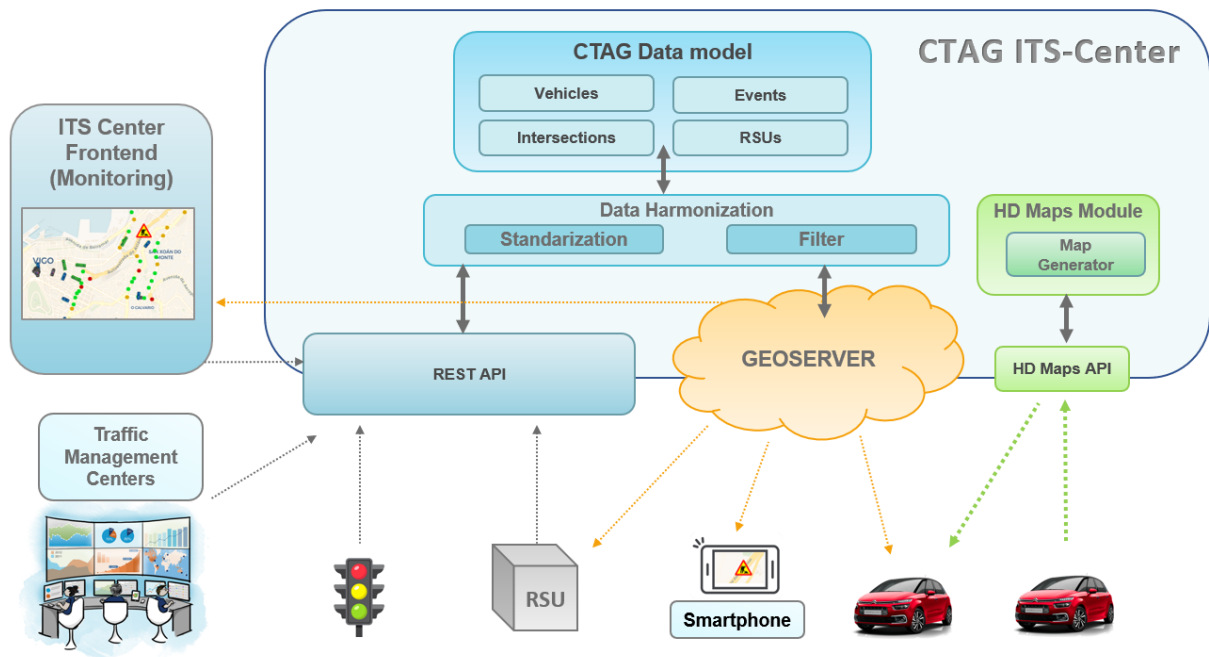 CTAG ITS-Center
CTAG Data model
Vehicles
Events
Intersections
RSUs
ITS Center
Frontend
(Monitoring)
VIGO
O CALVARIO
Data Harmonization
Standarization
Filter
HD Maps Module
Map
Generator
REST API
GEOSERVER
HD Maps API
Traffic
Management
Centers
RSU
Smartphone